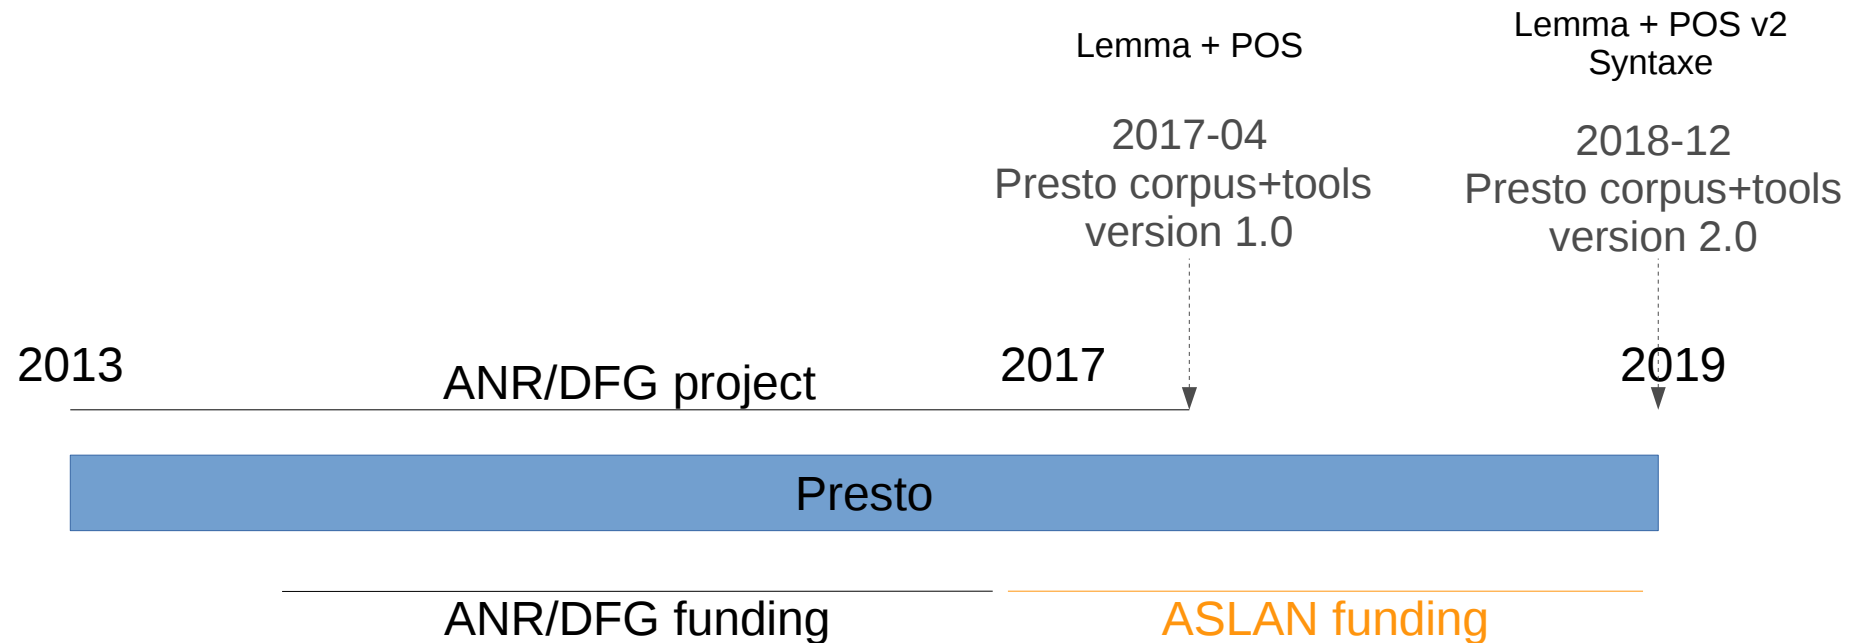 Lemma + POS
Lemma + POS v2
Syntaxe
2017-04
Presto corpus+tools
version 1.0
2018-12
Presto corpus+tools
version 2.0
2013
ANR/DFG project
2017
2019
Presto
ANR/DFG funding
ASLAN funding